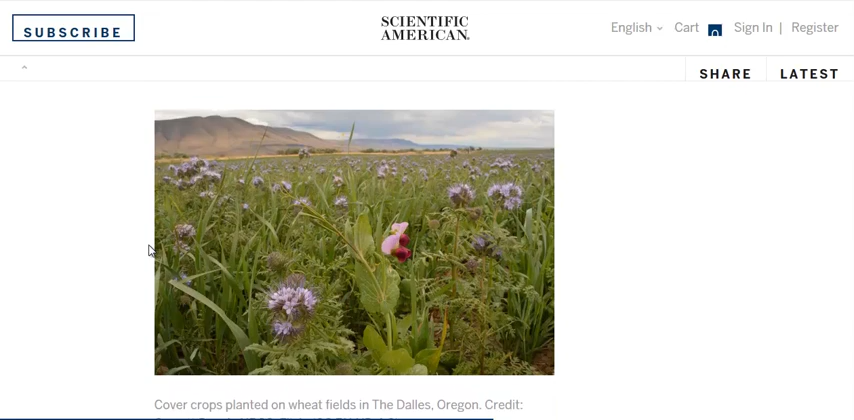 SUBSCRIBE
SCIENTIFIC
AMERICAN
English
Cart
0
Sign In | Register
SHARE
LATEST
Cover crops planted on wheat fields in The Dalles, Oregon. Credit: